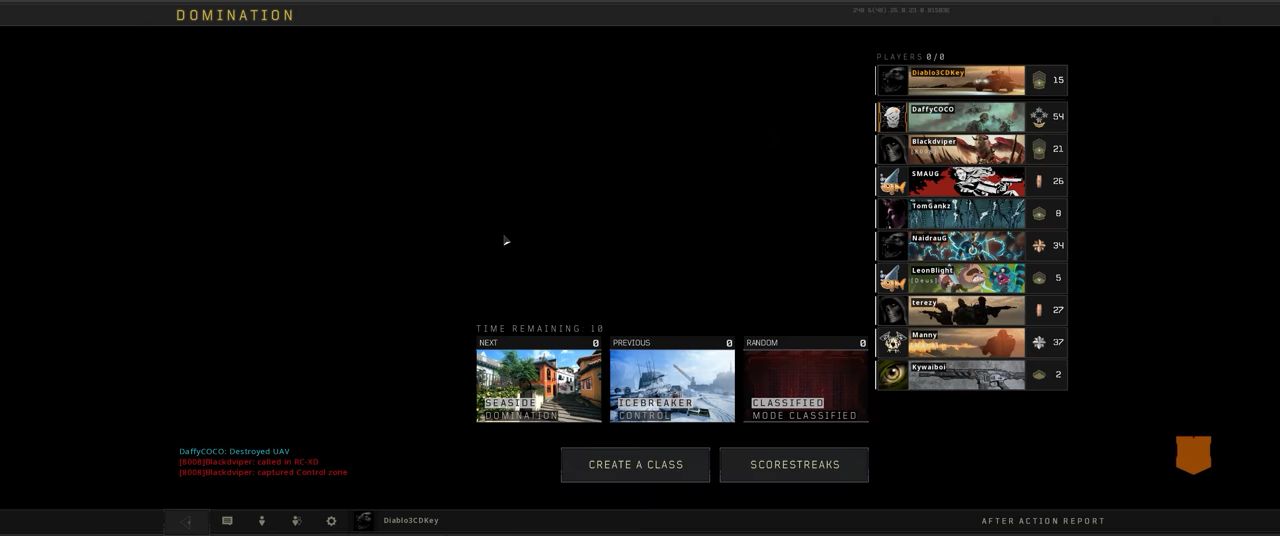 DOMINATION
PLAYERS 0/0
Diablo3CDKey 15
DaffyCOCO 54
Blackdviper 21
SMAUG 26
TomGankz 8
NaidrauG 34
LeonBlight 5
[Deus]
terezy 27
Manny 37
Kywaiboi 2
TIME REMAINING 10
NEXT 0
PREVIOUS 0
RANDOM 0
SEASIDE
DOMINATION
ICEBREAKER
CONTROL
CLASSIFIED
MODE CLASSIFIED
CREATE A CLASS
SCORESTREAKS
DaffyCOCO: Destroyed UAV
[8008]Blackdviper: called in RC-XD
[8008]Blackdviper: captured Control zone
Diablo3CDKey
AFTER ACTION REPORT